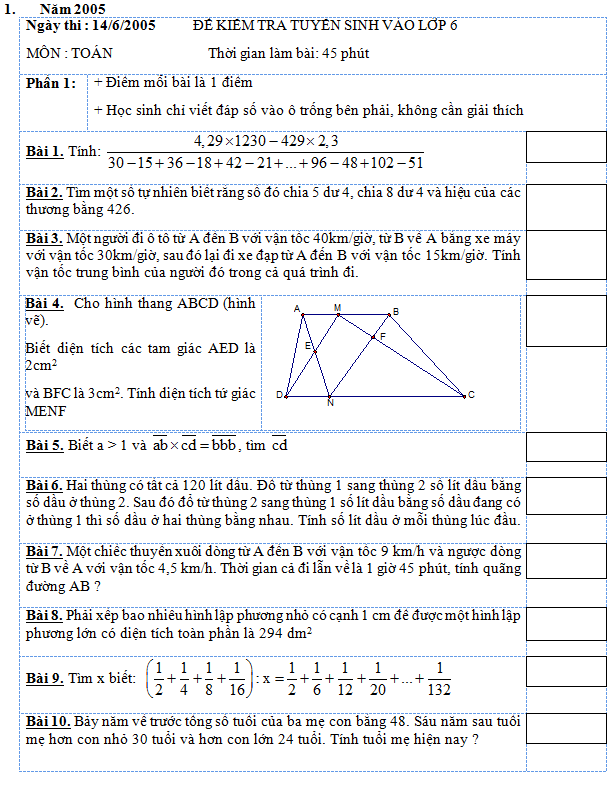 1. Năm 2005
Ngày thi : 14/6/2005 ĐỀ KIỂM TRA TUYỂN SINH VÀO LỚP 6
MÔN : TOÁN Thời gian làm bài: 45 phút
Phần 1: + Điểm mỗi bài là 1 điểm
+ Học sinh chỉ viết đáp số vào ô trống bên phải, không cần giải thích
Bài 1. Tính: (4,29×1230−429×2,3)/(30−15+36−18+42−21+...+96−48+102−51)
Bài 2. Tìm một số tự nhiên biết rằng số đó chia 5 dư 4, chia 8 dư 4 và hiệu của các
thương bằng 426.
Bài 3. Một người đi ô tô từ A đến B với vận tốc 40km/giờ, từ B về A bằng xe máy
với vận tốc 30km/giờ, sau đó lại đi xe đạp từ A đến B với vận tốc 15km/giờ. Tính
vận tốc trung bình của người đó trong cả quá trình đi.
Bài 4. Cho hình thang ABCD (hình
vẽ).
Biết diện tích các tam giác AED là
2cm²
và BFC là 3cm². Tính diện tích tứ giác
MENF
A M B
E F
D N C
Bài 5. Biết a > 1 và a̅b̅ × c̅d̅ = b̅b̅b̅, tìm c̅d̅
Bài 6. Hai thùng có tất cả 120 lít dầu. Đổ từ thùng 1 sang thùng 2 số lít dầu bằng
số dầu ở thùng 2. Sau đó đổ từ thùng 2 sang thùng 1 số lít dầu bằng số dầu đang có
ở thùng 1 thì số dầu ở hai thùng bằng nhau. Tính số lít dầu ở mỗi thùng lúc đầu.
Bài 7. Một chiếc thuyền xuôi dòng từ A đến B với vận tốc 9 km/h và ngược dòng
từ B về A với vận tốc 4,5 km/h. Thời gian cả đi lẫn về là 1 giờ 45 phút, tính quãng
đường AB ?
Bài 8. Phải xếp bao nhiêu hình lập phương nhỏ có cạnh 1 cm để được một hình lập
phương lớn có diện tích toàn phần là 294 dm²
Bài 9. Tìm x biết: (1/2+1/4+1/8+1/16): x = 1/2+1/6+1/12+1/20+...+1/132
Bài 10. Bảy năm về trước tổng số tuổi của ba mẹ con bằng 48. Sáu năm sau tuổi
mẹ hơn con nhỏ 30 tuổi và hơn con lớn 24 tuổi. Tính tuổi mẹ hiện nay ?